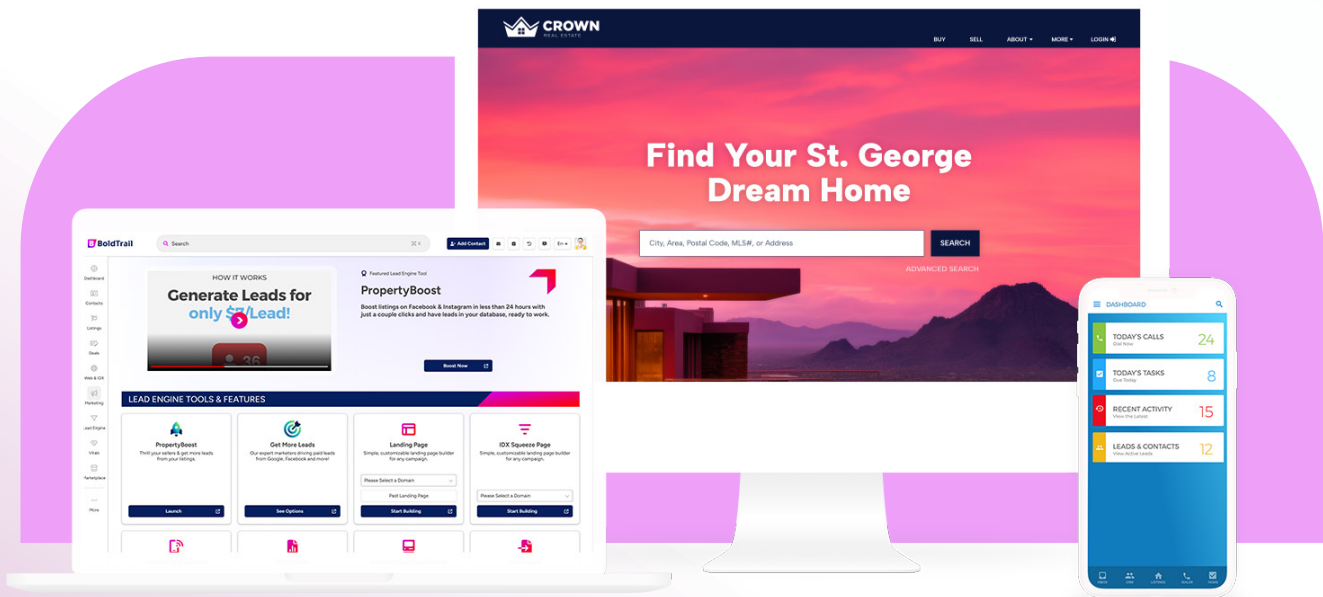 CROWN
REAL ESTATE
BUY SELL ABOUT MORE LOGIN
Find Your St. George
Dream Home
City, Area, Postal Code, MLS#, or Address
SEARCH
ADVANCED SEARCH
BoldTrail
Search
Add Contact
En
Dashboard
Contacts
Listings
Deals
Web & IDX
Marketing
Lead Engine
Vitals
Marketplace
More
HOW IT WORKS
Generate Leads for
only $7/Lead!
36
Featured Lead Engine Tool
PropertyBoost
Boost listings on Facebook & Instagram in less than 24 hours with
just a couple clicks and have leads in your database, ready to work.
Boost Now
LEAD ENGINE TOOLS & FEATURES
PropertyBoost
Thrill your sellers & get more leads
from your listings.
Launch
Get More Leads
Our expert marketers driving paid leads
from Google, Facebook and more!
See Options
Landing Page
Simple, customizable landing page builder
for any campaign.
Please Select a Domain
Past Landing Page
Start Building
IDX Squeeze Page
Simple, customizable landing page builder
for any campaign.
Please Select a Domain
Start Building
DASHBOARD
TODAY'S CALLS
Dial Now
24
TODAY'S TASKS
Due Today
8
RECENT ACTIVITY
View the Latest
15
LEADS & CONTACTS
View Active Leads
12